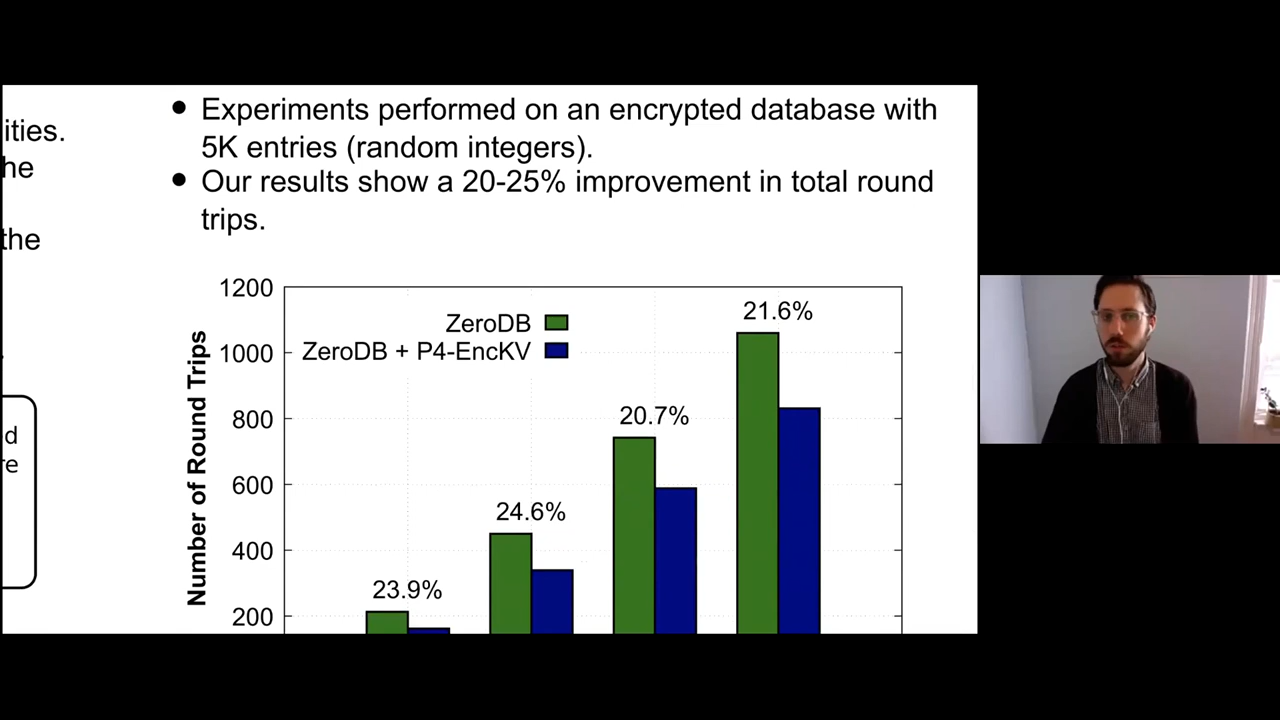 ities.
he
the
d
re
• Experiments performed on an encrypted database with
5K entries (random integers).
• Our results show a 20-25% improvement in total round
trips.
1200
1000
800
600
400
200
Number of Round Trips
ZeroDB
ZeroDB + P4-EncKV
23.9%
24.6%
20.7%
21.6%